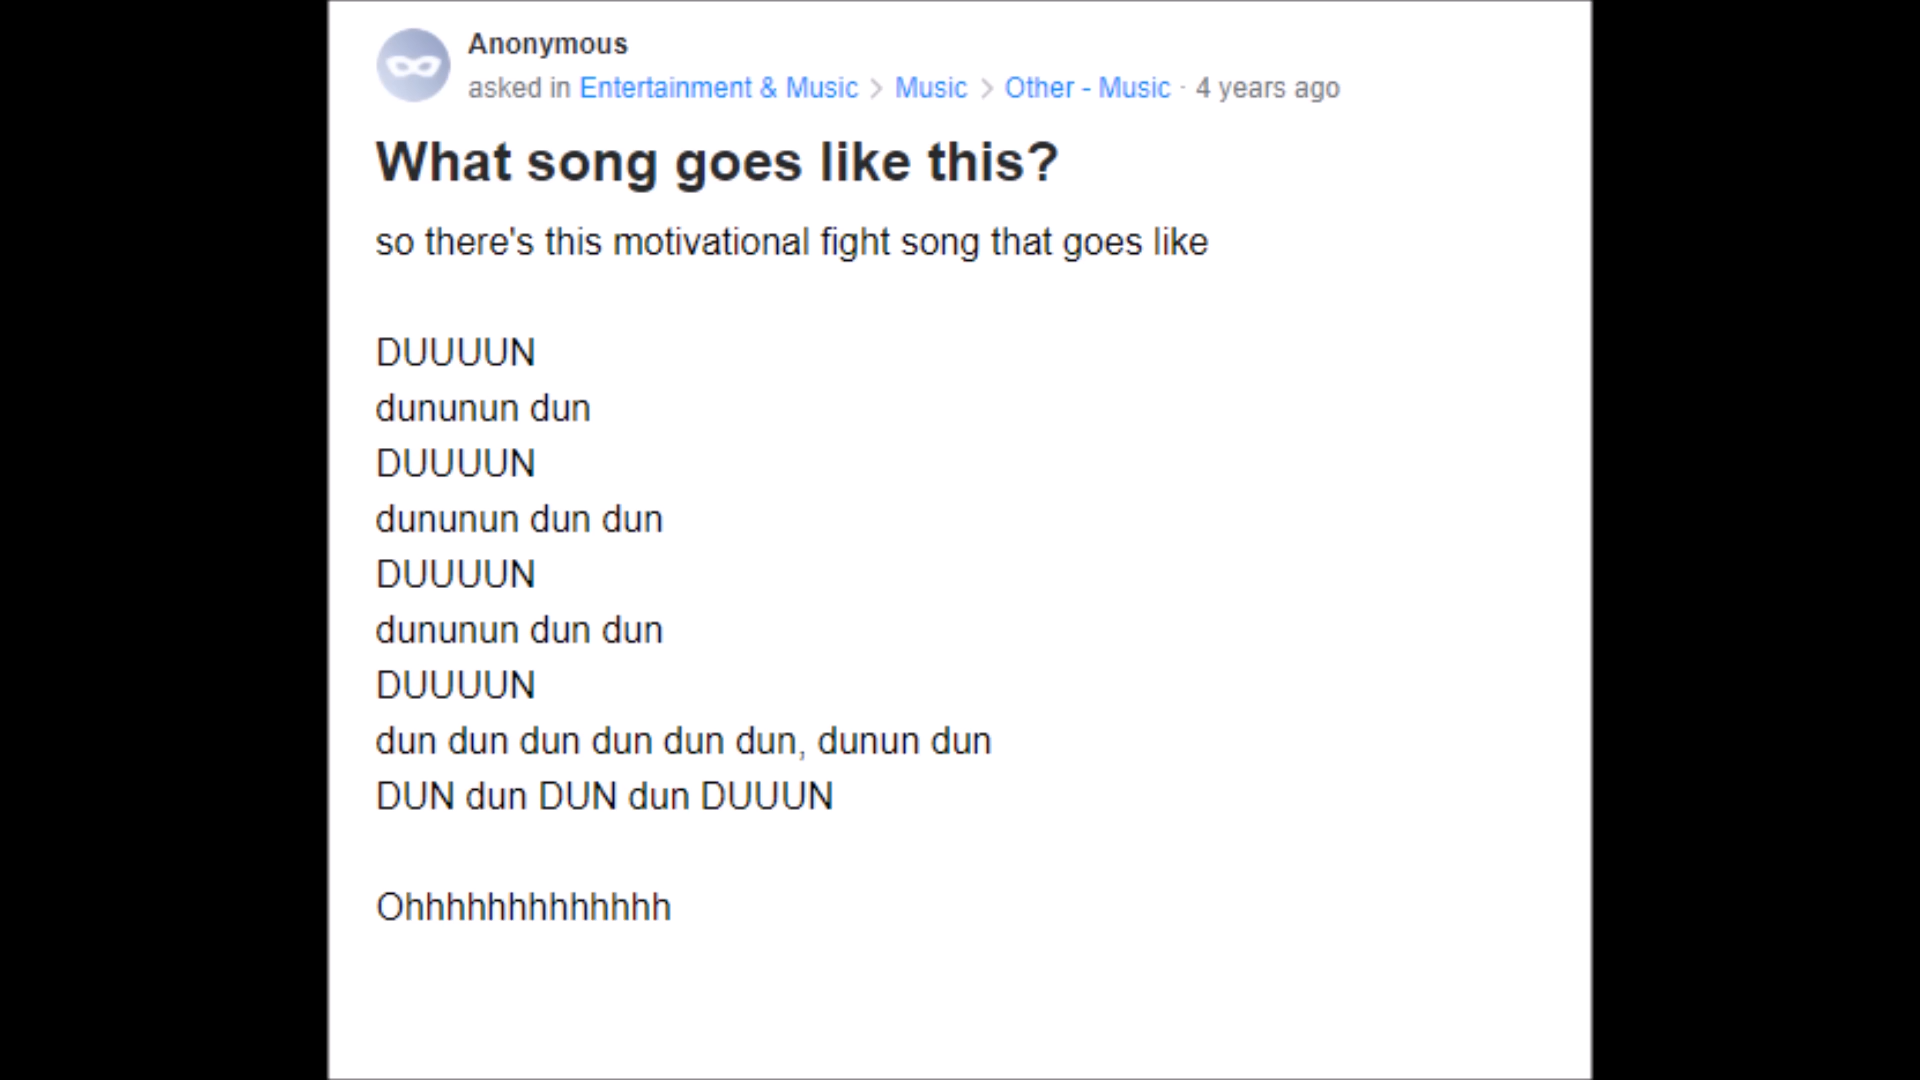 Anonymous
asked in Entertainment & Music > Music > Other - Music · 4 years ago
What song goes like this?
so there's this motivational fight song that goes like
DUUUUN
dununun dun
DUUUUN
dununun dun dun
DUUUUN
dununun dun dun
DUUUUN
dun dun dun dun dun dun, dunun dun
DUN dun DUN dun DUUUN
Ohhhhhhhhhhhhh